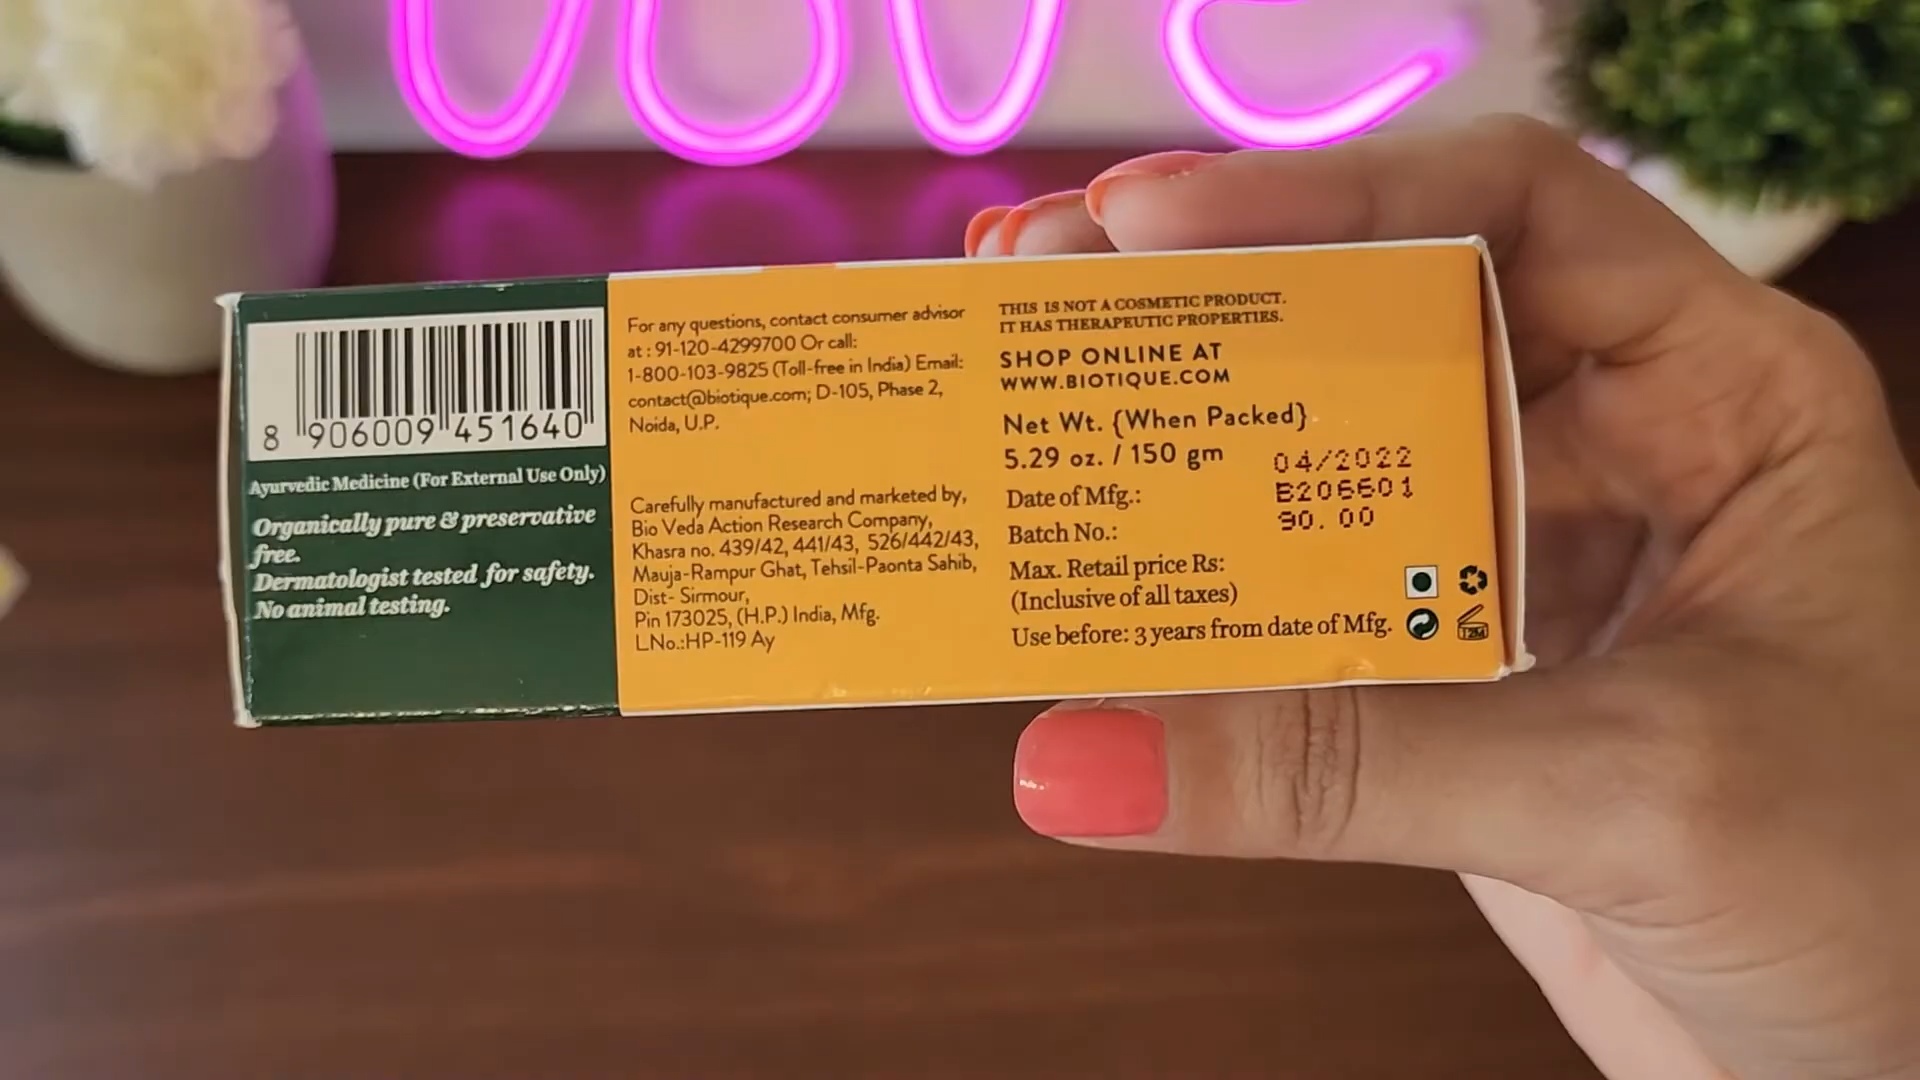 love
8 906009 451640
Ayurvedic Medicine (For External Use Only)
Organically pure & preservative
free.
Dermatologist tested for safety.
No animal testing.
For any questions, contact consumer advisor
at : 91-120-4299700 Or call:
1-800-103-9825 (Toll-free in India) Email:
contact@biotique.com; D-105, Phase 2,
Noida, U.P.
Carefully manufactured and marketed by,
Bio Veda Action Research Company,
Khasra no. 439/42, 441/43, 526/442/43,
Mauja-Rampur Ghat, Tehsil-Paonta Sahib,
Dist- Sirmour,
Pin 173025, (H.P.) India, Mfg.
LNo.:HP-119 Ay
THIS IS NOT A COSMETIC PRODUCT.
IT HAS THERAPEUTIC PROPERTIES.
SHOP ONLINE AT
WWW.BIOTIQUE.COM
Net Wt. {When Packed}
5.29 oz. / 150 gm
04/2022
Date of Mfg.:
B206601
Batch No.:
90.00
Max. Retail price Rs:
(Inclusive of all taxes)
Use before: 3 years from date of Mfg.
12M